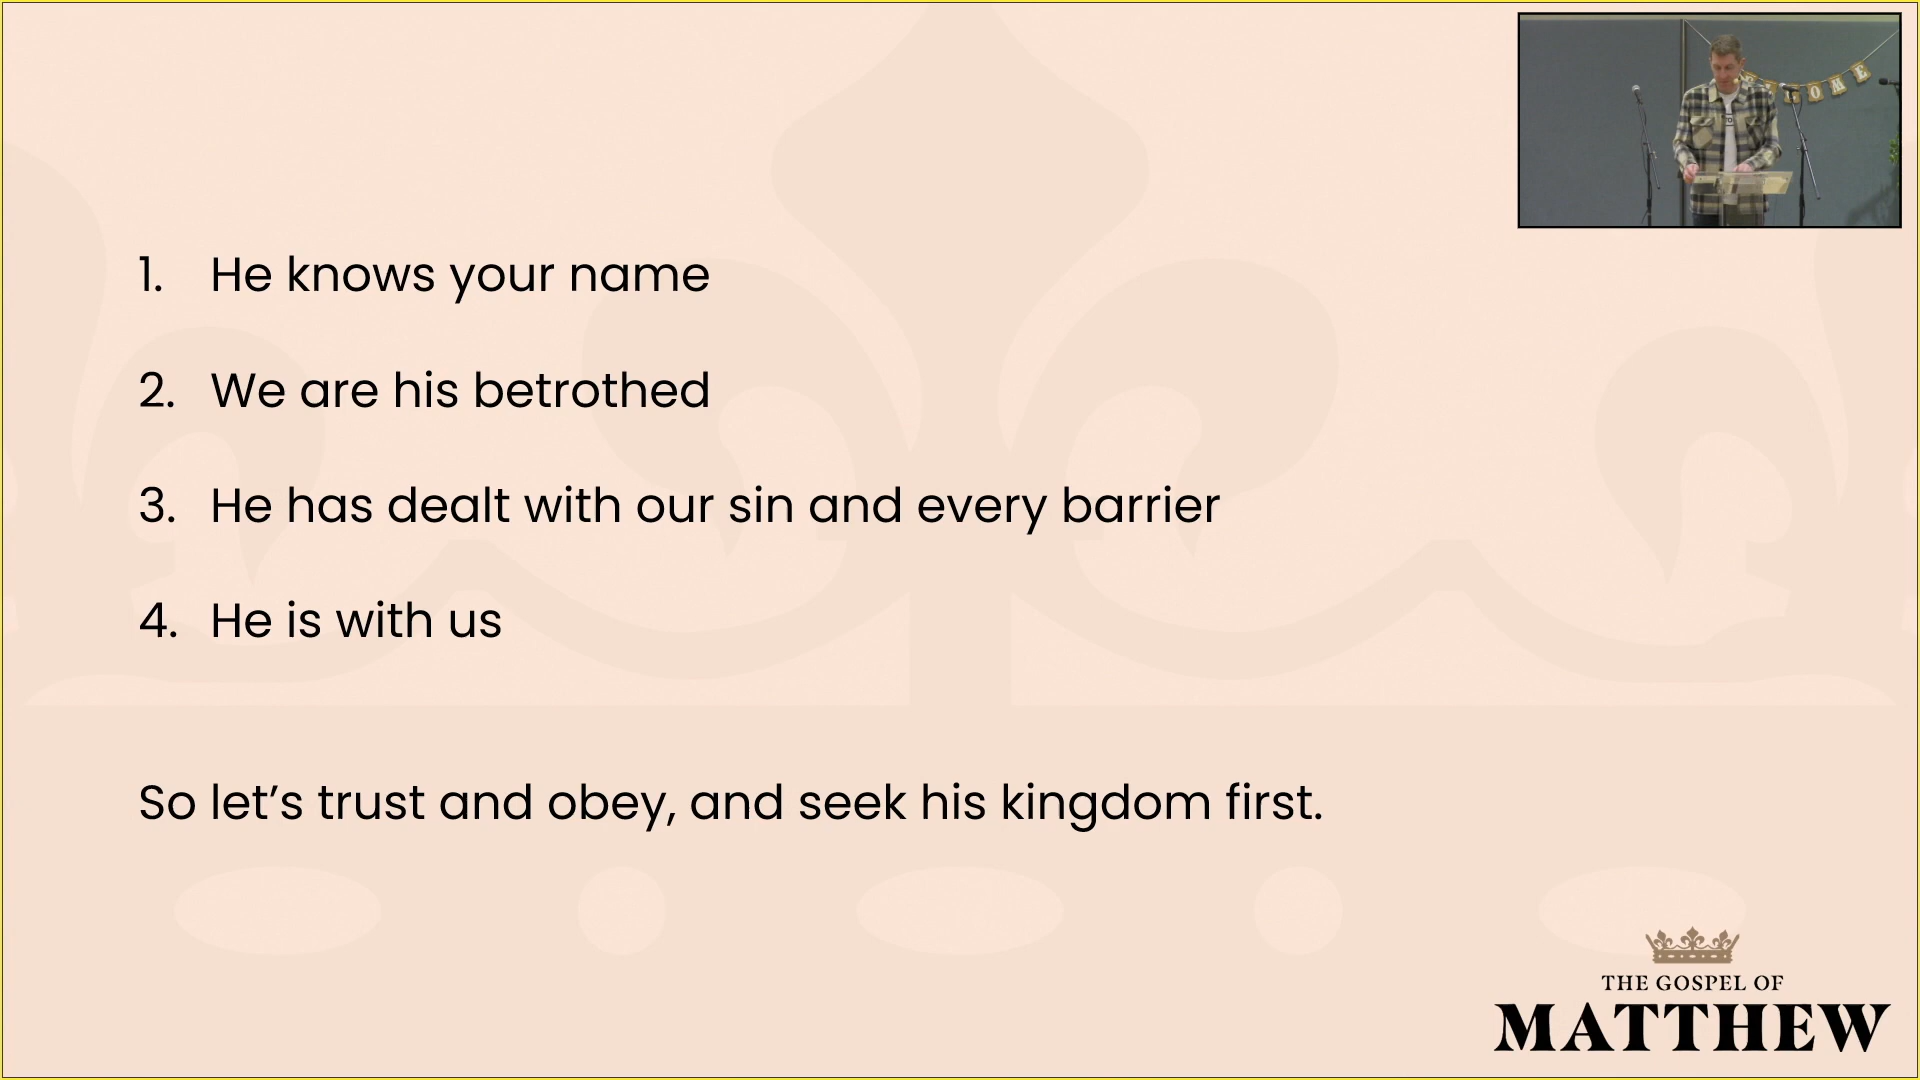 1. He knows your name
2. We are his betrothed
3. He has dealt with our sin and every barrier
4. He is with us
So let’s trust and obey, and seek his kingdom first.
OME
THE GOSPEL OF
MATTHEW